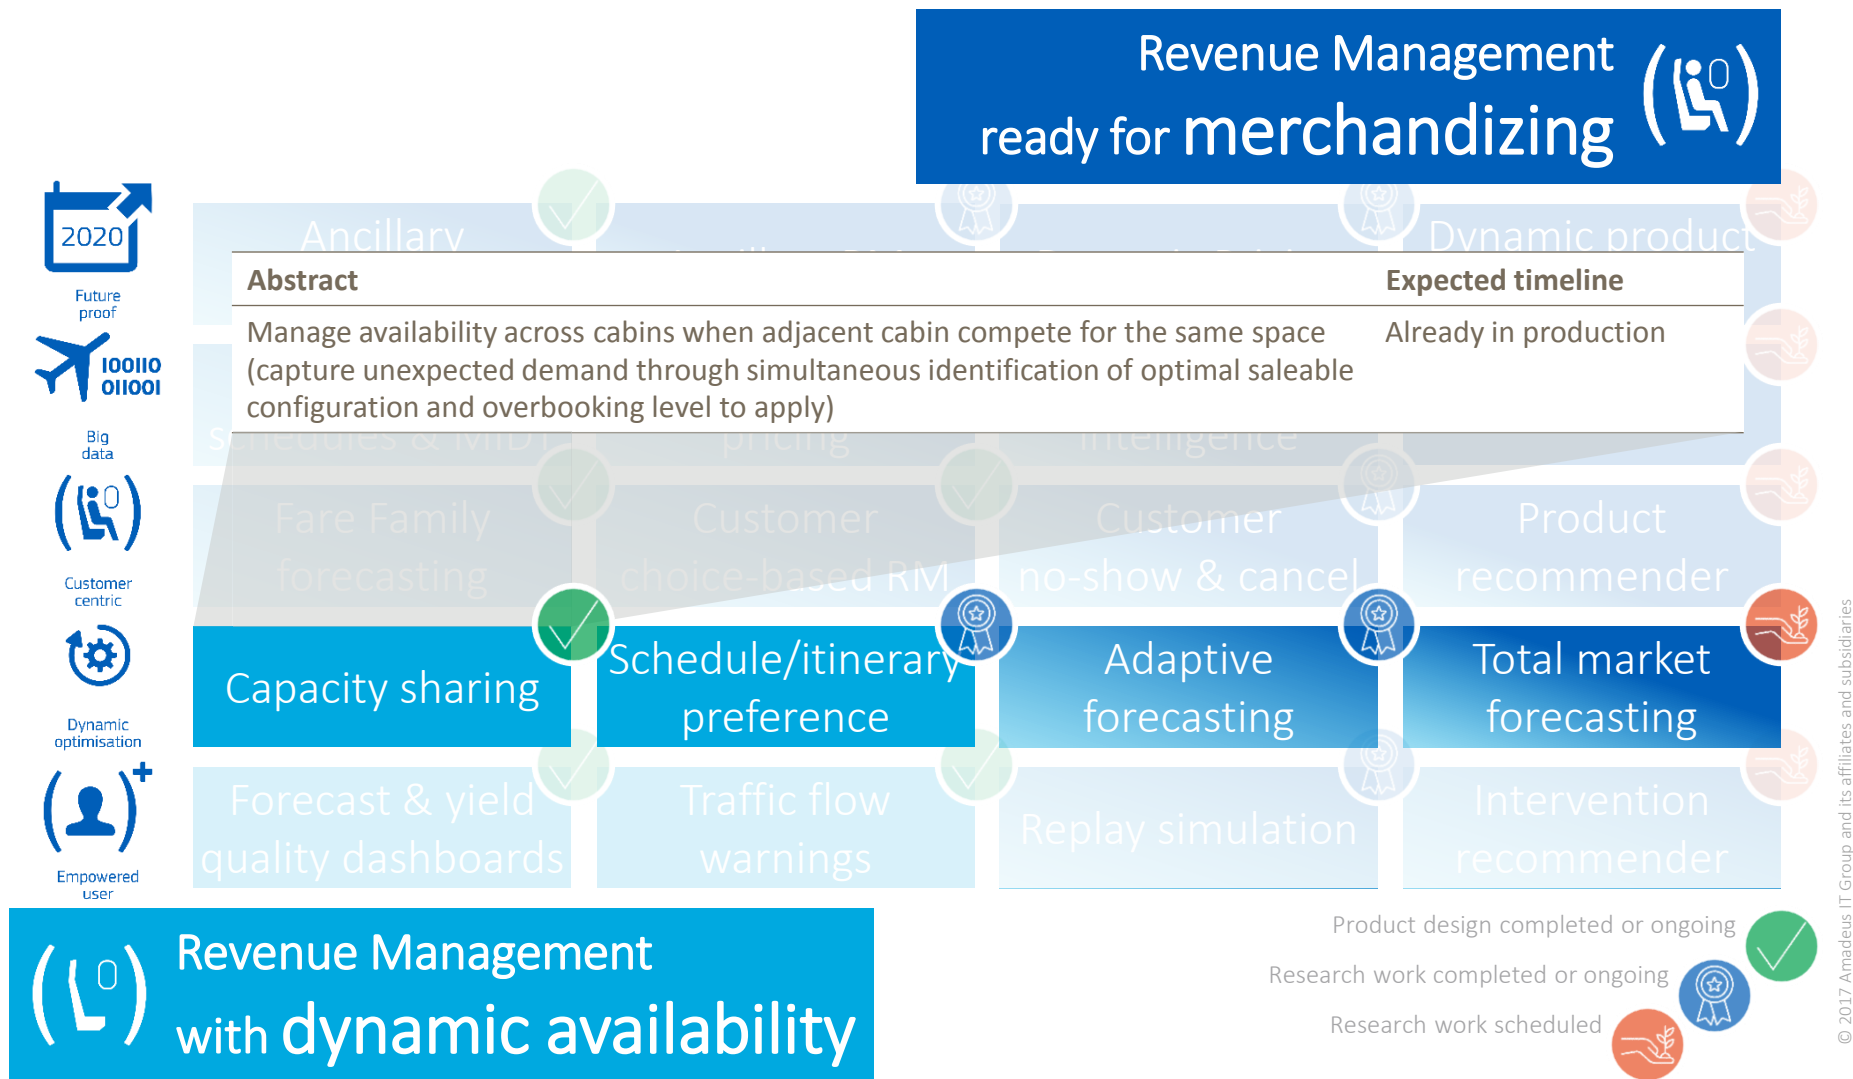 Revenue Management
ready for merchandizing
2020
Future
proof
100110
011001
Big
data
Customer
centric
Dynamic
optimisation
Empowered
user
Ancillary
Dynamic product
Abstract
Expected timeline
Manage availability across cabins when adjacent cabin compete for the same space
(capture unexpected demand through simultaneous identification of optimal saleable
configuration and overbooking level to apply)
Already in production
schedules & MIDT
pricing
intelligence
Fare Family
forecasting
Customer
choice-based RM
Customer
no-show & cancel
Product
recommender
Capacity sharing
Schedule/itinerary
preference
Adaptive
forecasting
Total market
forecasting
Forecast & yield
quality dashboards
Traffic flow
warnings
Replay simulation
Intervention
recommender
Revenue Management
with dynamic availability
Product design completed or ongoing
Research work completed or ongoing
Research work scheduled
© 2017 Amadeus IT Group and its affiliates and subsidiaries